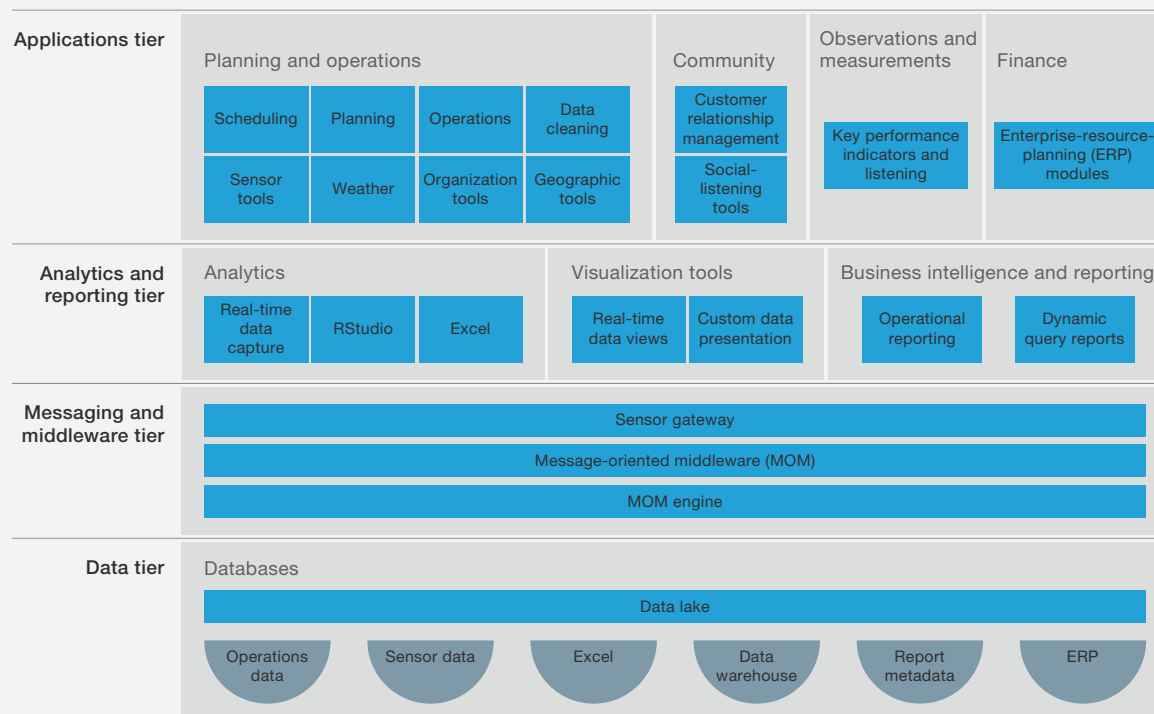 Applications tier
Planning and operations
Community
Observations and
measurements
Finance
Scheduling
Planning
Operations
Data
cleaning
Sensor
tools
Weather
Organization
tools
Geographic
tools
Customer
relationship
management
Social-
listening
tools
Key performance
indicators and
listening
Enterprise-resource-
planning (ERP)
modules
Analytics and
reporting tier
Analytics
Real-time
data
capture
RStudio
Excel
Visualization tools
Real-time
data views
Custom data
presentation
Business intelligence and reporting
Operational
reporting
Dynamic
query reports
Messaging and
middleware tier
Sensor gateway
Message-oriented middleware (MOM)
MOM engine
Data tier
Databases
Data lake
Operations
data
Sensor data
Excel
Data
warehouse
Report
metadata
ERP